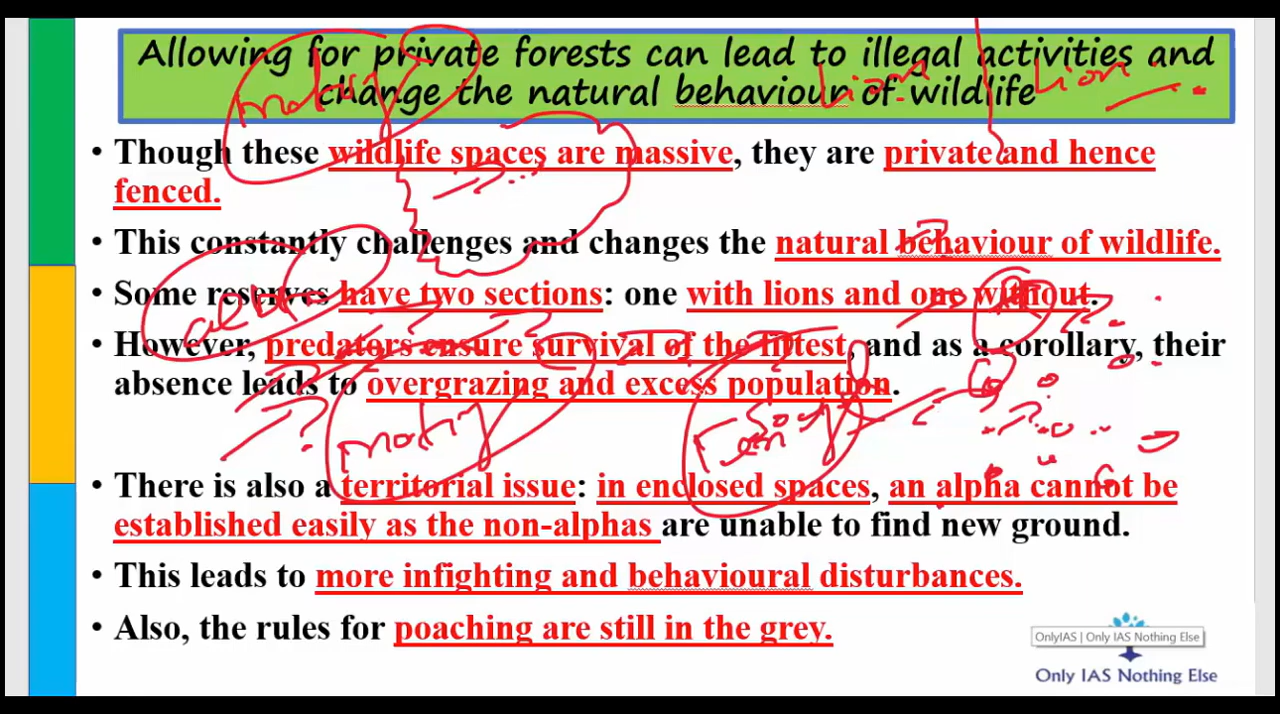 Allowing for private forests can lead to illegal activities and
change the natural behaviour of wildlife
making
Lions
Lions
• Though these wildlife spaces are massive, they are private and hence
fenced.
• This constantly challenges and changes the natural behaviour of wildlife.
• Some reserves have two sections: one with lions and one without.
• However, predators ensure survival of the fittest, and as a corollary, their
absence leads to overgrazing and excess population.
• There is also a territorial issue: in enclosed spaces, an alpha cannot be
established easily as the non-alphas are unable to find new ground.
• This leads to more infighting and behavioural disturbances.
• Also, the rules for poaching are still in the grey.
OnlyIAS | Only IAS Nothing Else
Only IAS Nothing Else